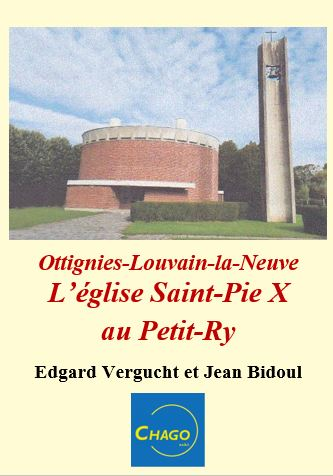 Ottignies-Louvain-la-Neuve
L’église Saint-Pie X
au Petit-Ry
Edgard Vergucht et Jean Bidoul
CHAGO